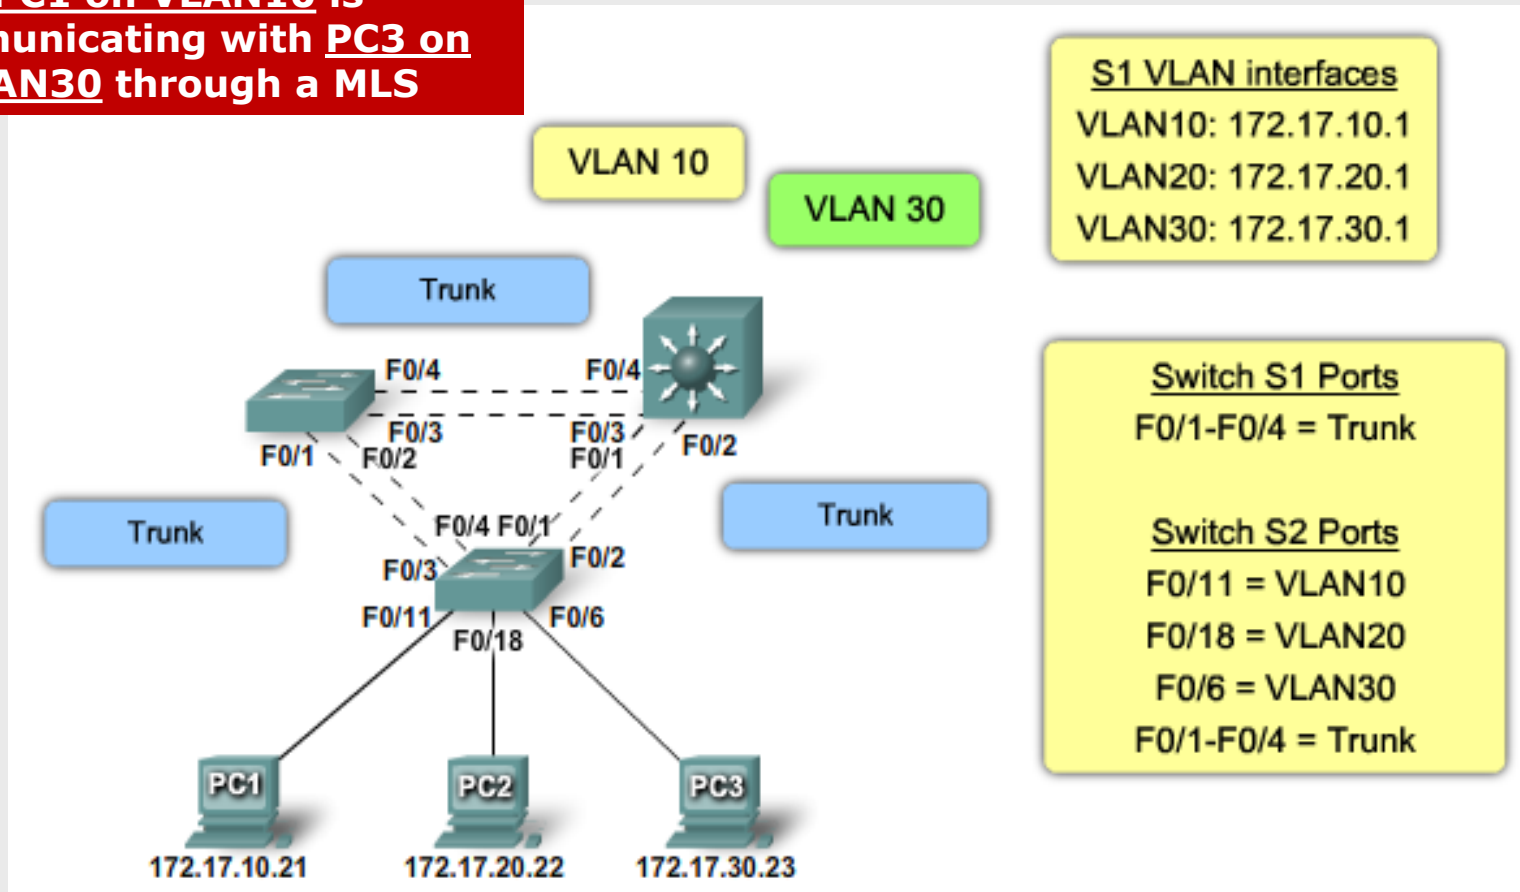 PC1 on VLAN10 is
municating with PC3 on
AN30 through a MLS
VLAN 10
VLAN 30
S1 VLAN interfaces
VLAN10: 172.17.10.1
VLAN20: 172.17.20.1
VLAN30: 172.17.30.1
Trunk
F0/4
F0/4
F0/3
F0/3
F0/1
F0/2
F0/1
F0/2
Trunk
Trunk
F0/4 F0/1
F0/3
F0/2
F0/11
F0/18
F0/6
PC1
PC2
PC3
172.17.10.21
172.17.20.22
172.17.30.23
Switch S1 Ports
F0/1-F0/4 = Trunk
Switch S2 Ports
F0/11 = VLAN10
F0/18 = VLAN20
F0/6 = VLAN30
F0/1-F0/4 = Trunk